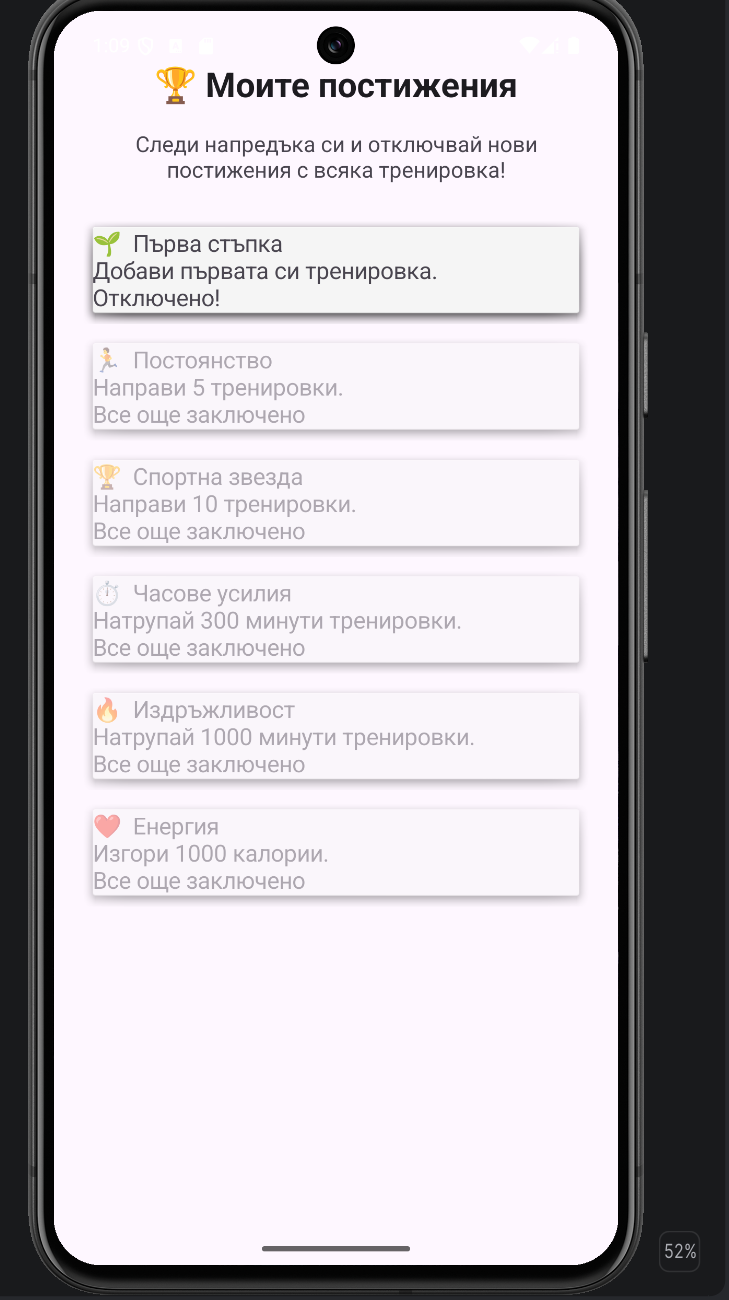 1:09
🏆 Моите постижения
Следи напредъка си и отключвай нови
постижения с всяка тренировка!
🌱 Първа стъпка
Добави първата си тренировка.
Отключено!
🏃 Постоянство
Направи 5 тренировки.
Все още заключено
🏆 Спортна звезда
Направи 10 тренировки.
Все още заключено
⏱ Часове усилия
Натрупай 300 минути тренировки.
Все още заключено
🔥 Издръжливост
Натрупай 1000 минути тренировки.
Все още заключено
❤️ Енергия
Изгори 1000 калории.
Все още заключено
52%